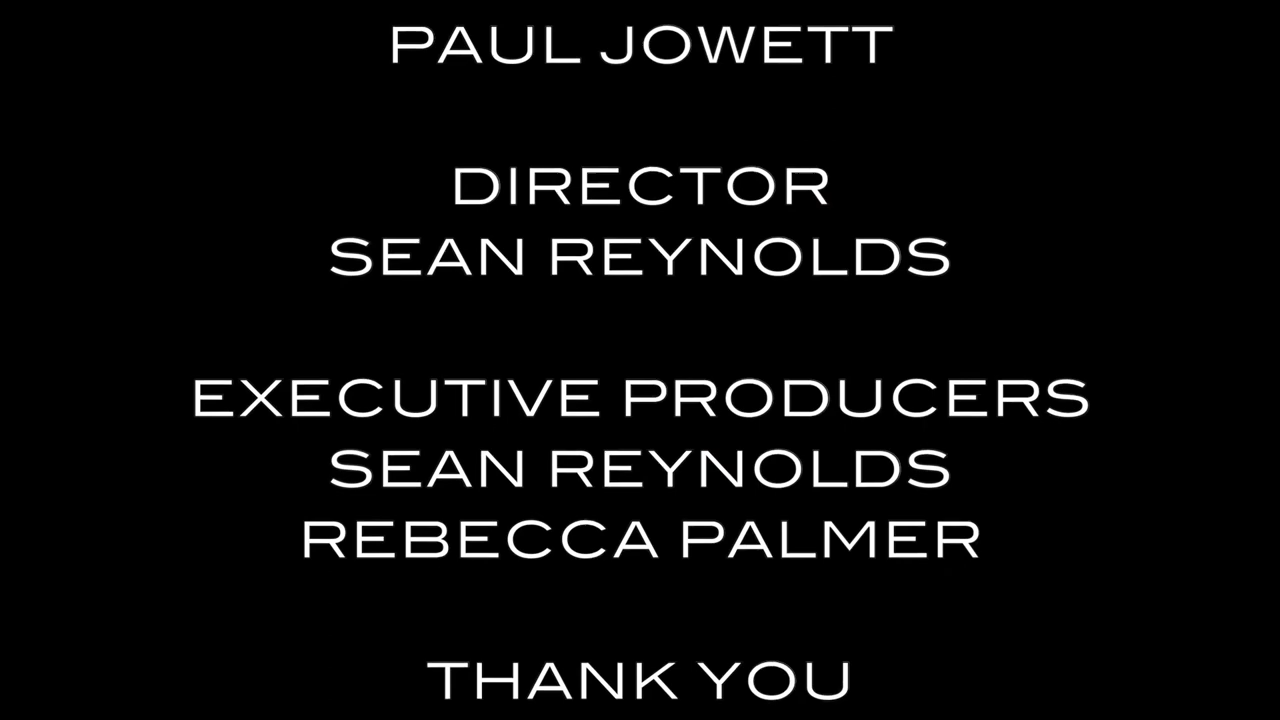 PAUL JOWETT
DIRECTOR
SEAN REYNOLDS
EXECUTIVE PRODUCERS
SEAN REYNOLDS
REBECCA PALMER
THANK YOU